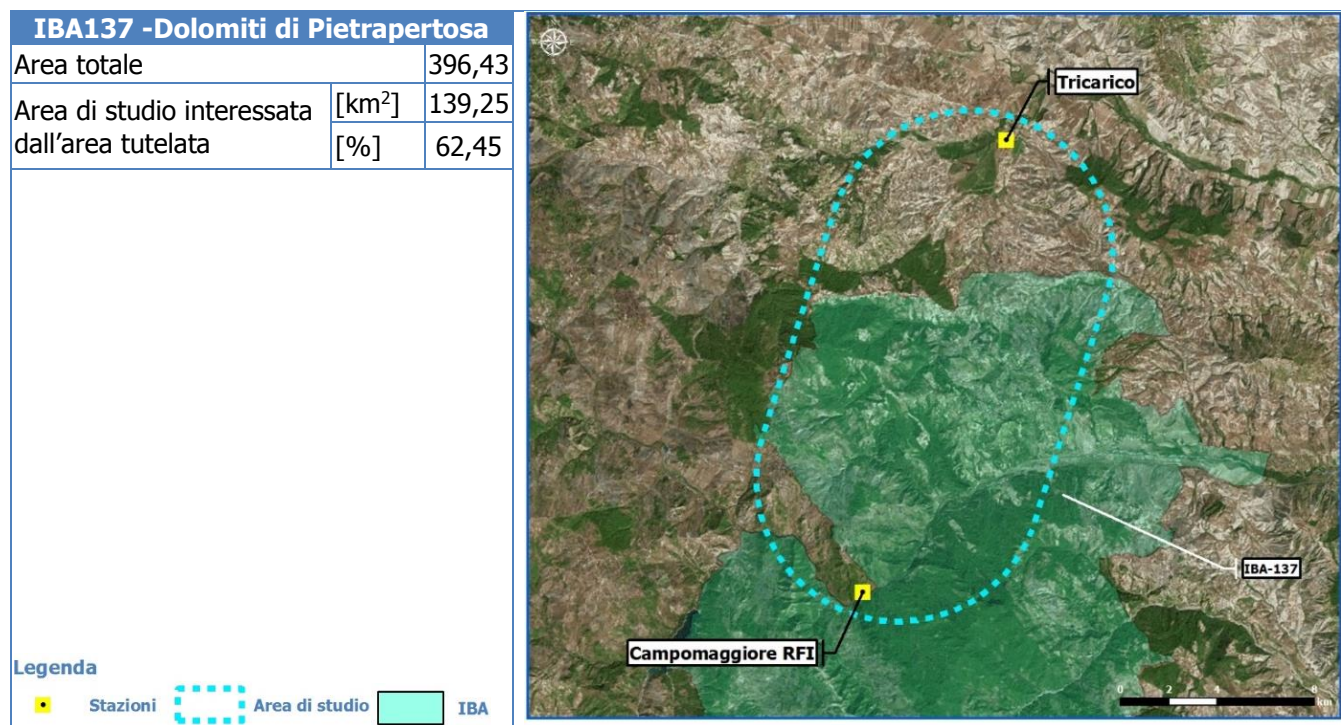 IBA137 -Dolomiti di Pietrapertosa
Area totale 396,43
Area di studio interessata dall'area tutelata [km²] 139,25
[%] 62,45
Legenda
Stazioni Area di studio IBA
Tricarico
IBA-137
Campomaggiore RFI
0 2 4 8
km